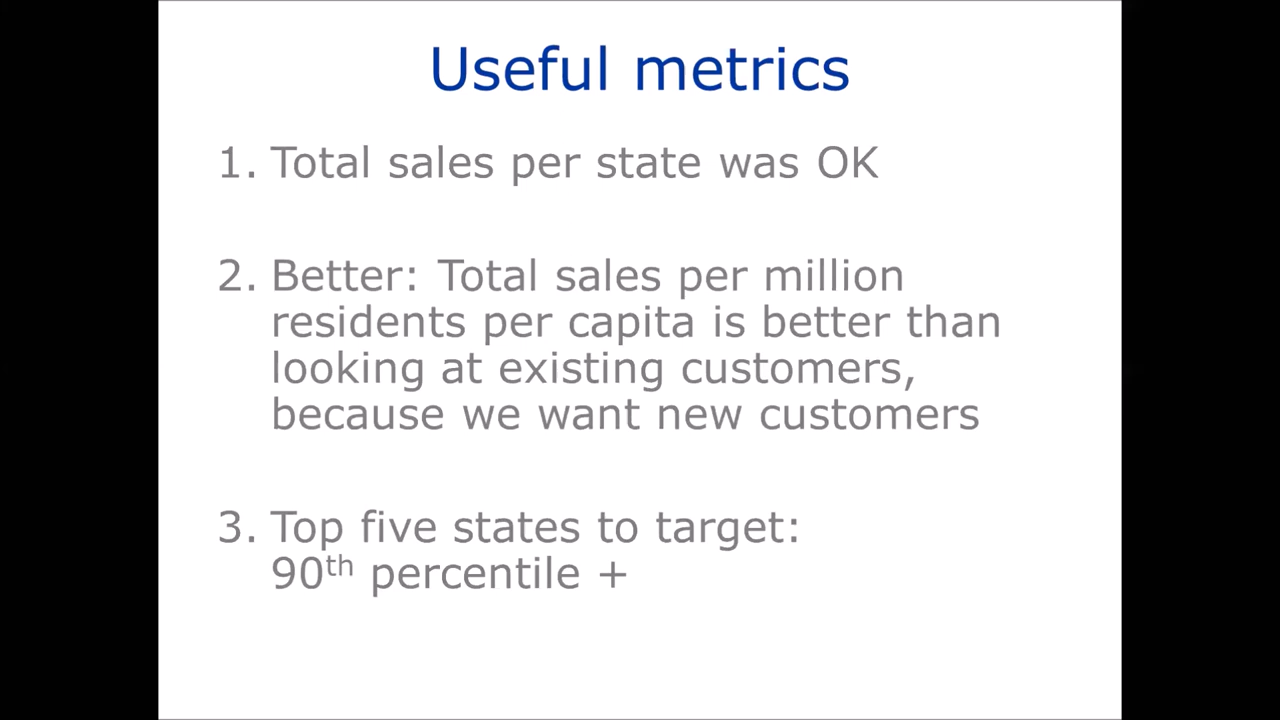 Useful metrics
1. Total sales per state was OK
2. Better: Total sales per million
residents per capita is better than
looking at existing customers,
because we want new customers
3. Top five states to target:
90th percentile +